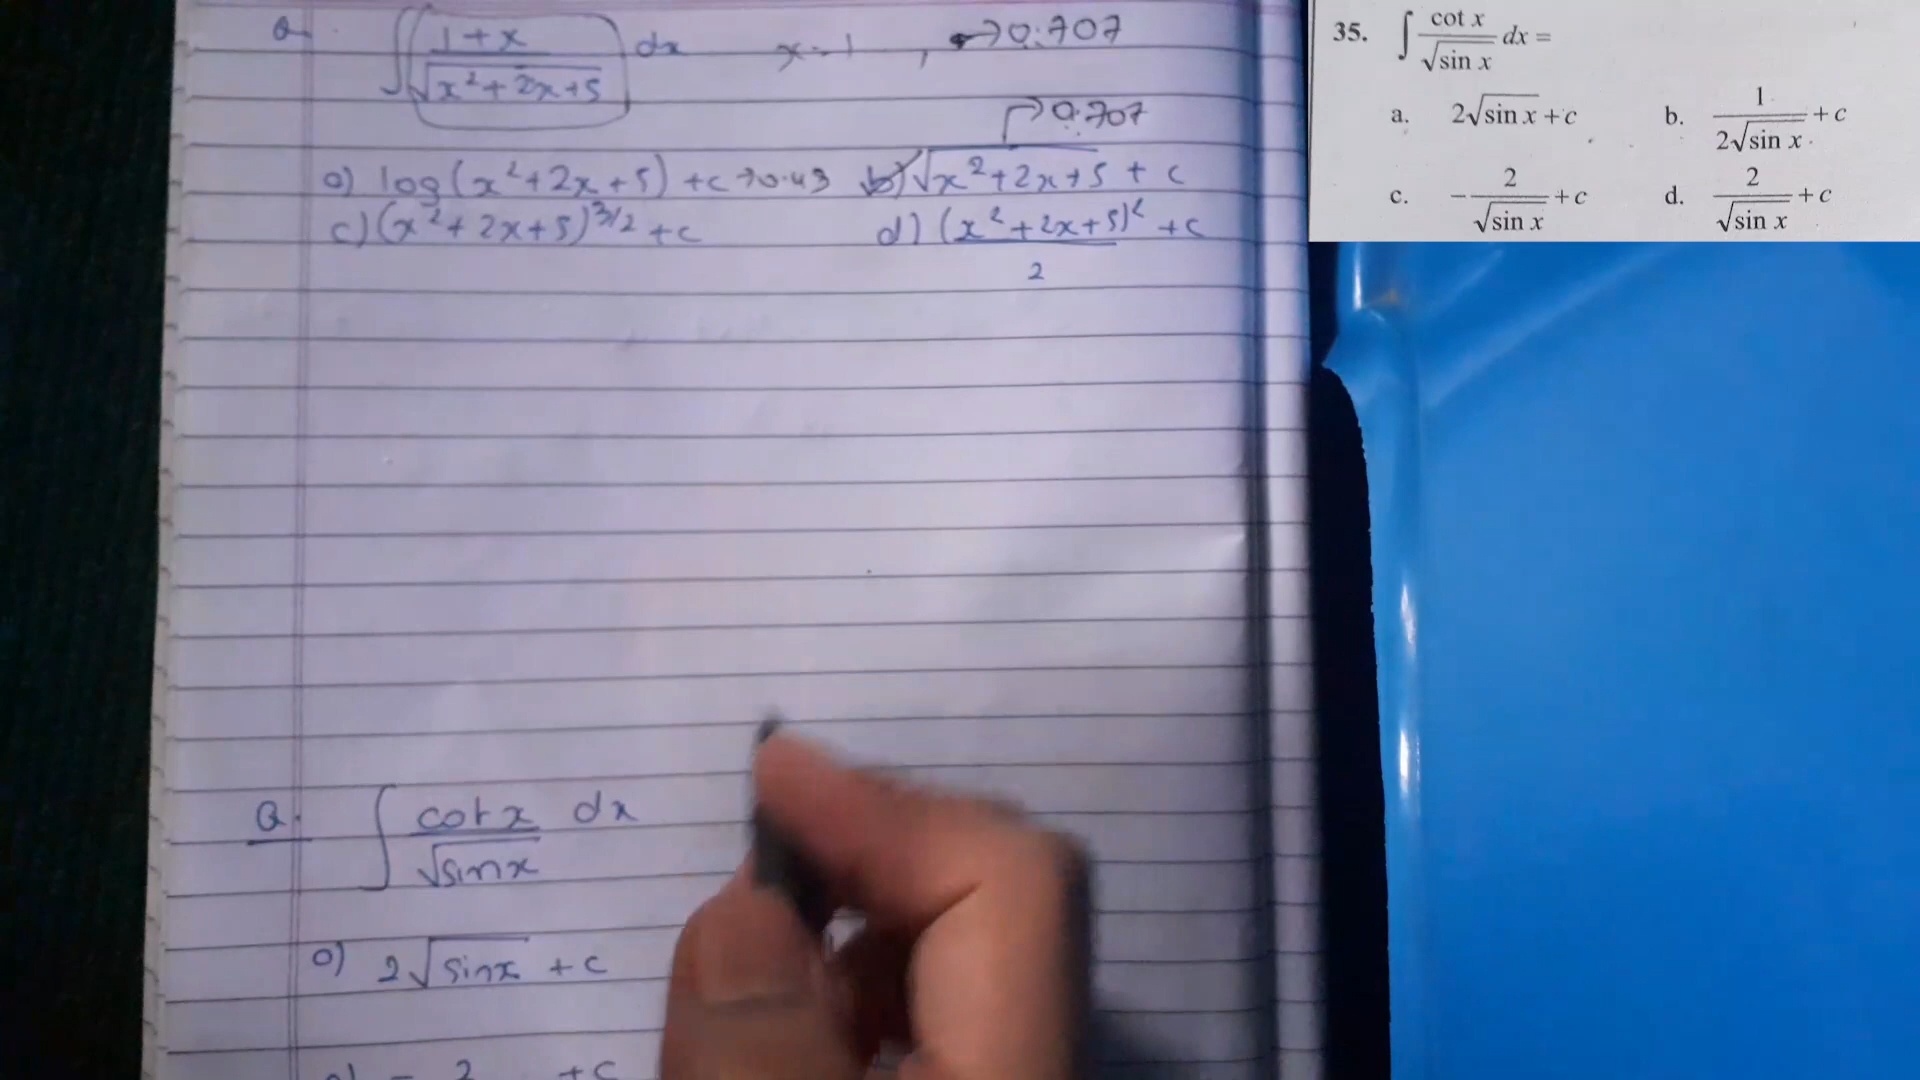 Q. ∫ (1+x)/√(x²+2x+5) dx x=1, → 0.707
→ 0.707
a) log(x²+2x+5) +c → 0.43 b) √(x²+2x+5) + c
c) (x²+2x+5)^3/2 +c d) (x²+2x+5)²/2 +c
Q. ∫ cot x/√sin x dx
a) 2√sin x + c
- 2 + c
35. ∫ cot x/√sin x dx =
a. 2√sin x + c b. 1/(2√sin x) + c
c. -2/√sin x + c d. 2/√sin x + c